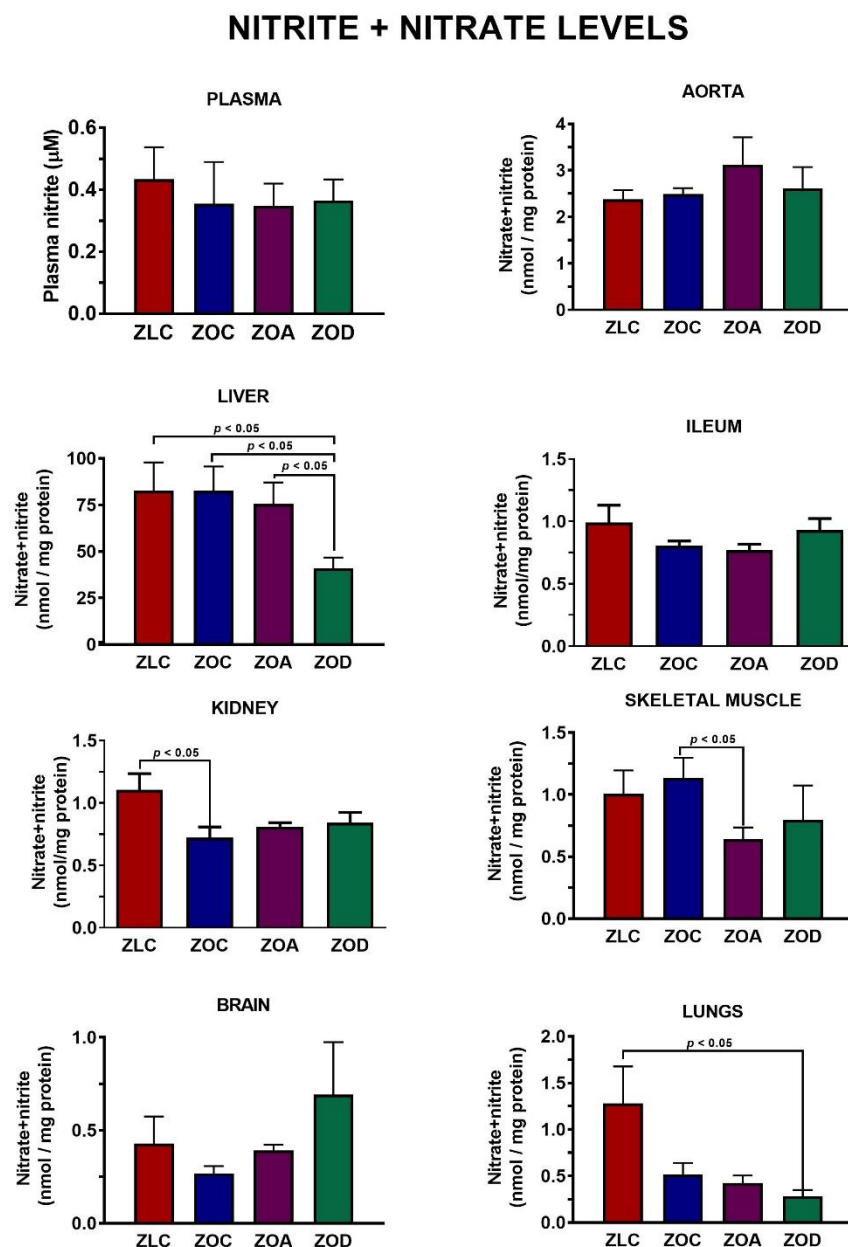 NITRITE + NITRATE LEVELS
PLASMA
Plasma nitrite (μM)
0.6
0.4
0.2
0.0
ZLC ZOC ZOA ZOD
AORTA
Nitrate+nitrite
(nmol / mg protein)
4
3
2
1
0
ZLC ZOC ZOA ZOD
LIVER
p < 0.05
p < 0.05
p < 0.05
Nitrate+nitrite
(nmol / mg protein)
100
75
50
25
0
ZLC ZOC ZOA ZOD
ILEUM
Nitrate+nitrite
(nmol/mg protein)
1.5
1.0
0.5
0.0
ZLC ZOC ZOA ZOD
KIDNEY
p < 0.05
Nitrate+nitrite
(nmol/mg protein)
1.5
1.0
0.5
0.0
ZLC ZOC ZOA ZOD
SKELETAL MUSCLE
p < 0.05
Nitrate+nitrite
(nmol / mg protein)
1.5
1.0
0.5
0.0
ZLC ZOC ZOA ZOD
BRAIN
Nitrate+nitrite
(nmol / mg protein)
1.0
0.5
0.0
ZLC ZOC ZOA ZOD
LUNGS
p < 0.05
Nitrate+nitrite
(nmol / mg protein)
2.0
1.5
1.0
0.5
0.0
ZLC ZOC ZOA ZOD